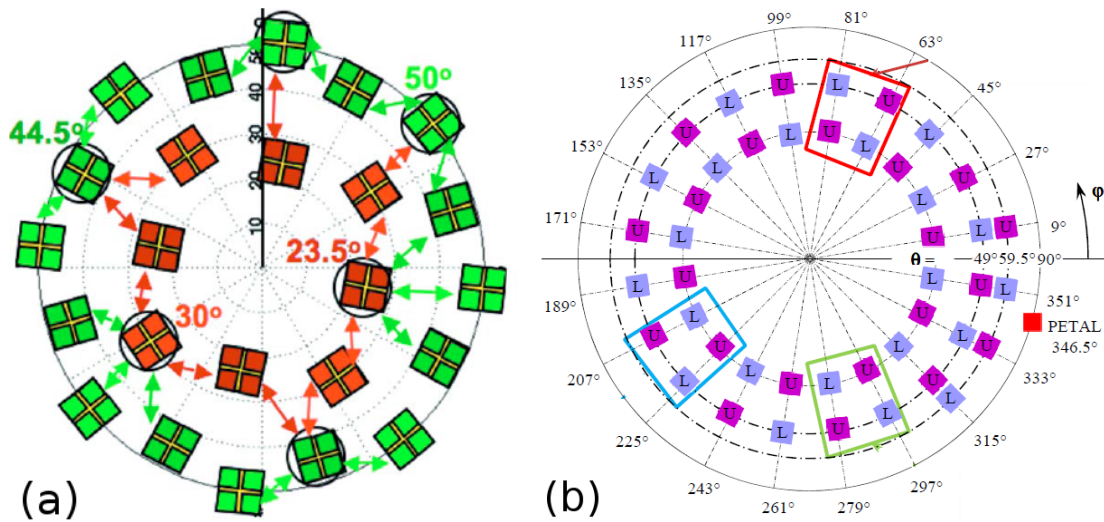 50
40
30
20
10
50°
44.5°
23.5°
30°
(a)
99° 81°
117° 63°
U L
L U
135° 45°
U L U L
U L
153° 27°
L U
L U
U L
171° 9°
φ
U L U L U
θ = 49° 59.5° 90°
L U L U L
189° 351°
L U
PETAL
346.5°
U U L U
L
207° 333°
L L U L U U L
225° 315°
U L
L U
243° 297°
261° 279°
(b)